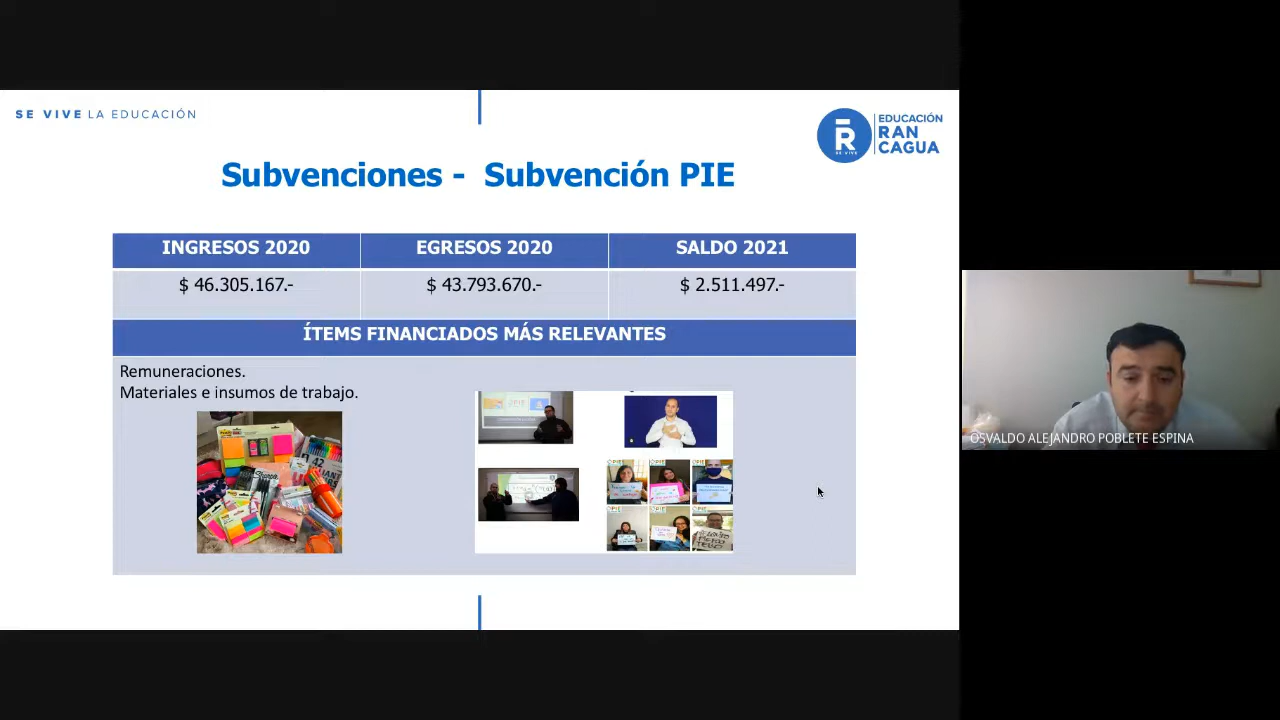 SE VIVE LA EDUCACIÓN
R
SE VIVE
EDUCACIÓN
RAN
CAGUA
Subvenciones - Subvención PIE
INGRESOS 2020
EGRESOS 2020
SALDO 2021
$ 46.305.167.-
$ 43.793.670.-
$ 2.511.497.-
ÍTEMS FINANCIADOS MÁS RELEVANTES
Remuneraciones.
Materiales e insumos de trabajo.
OSVALDO ALEJANDRO POBLETE ESPINA